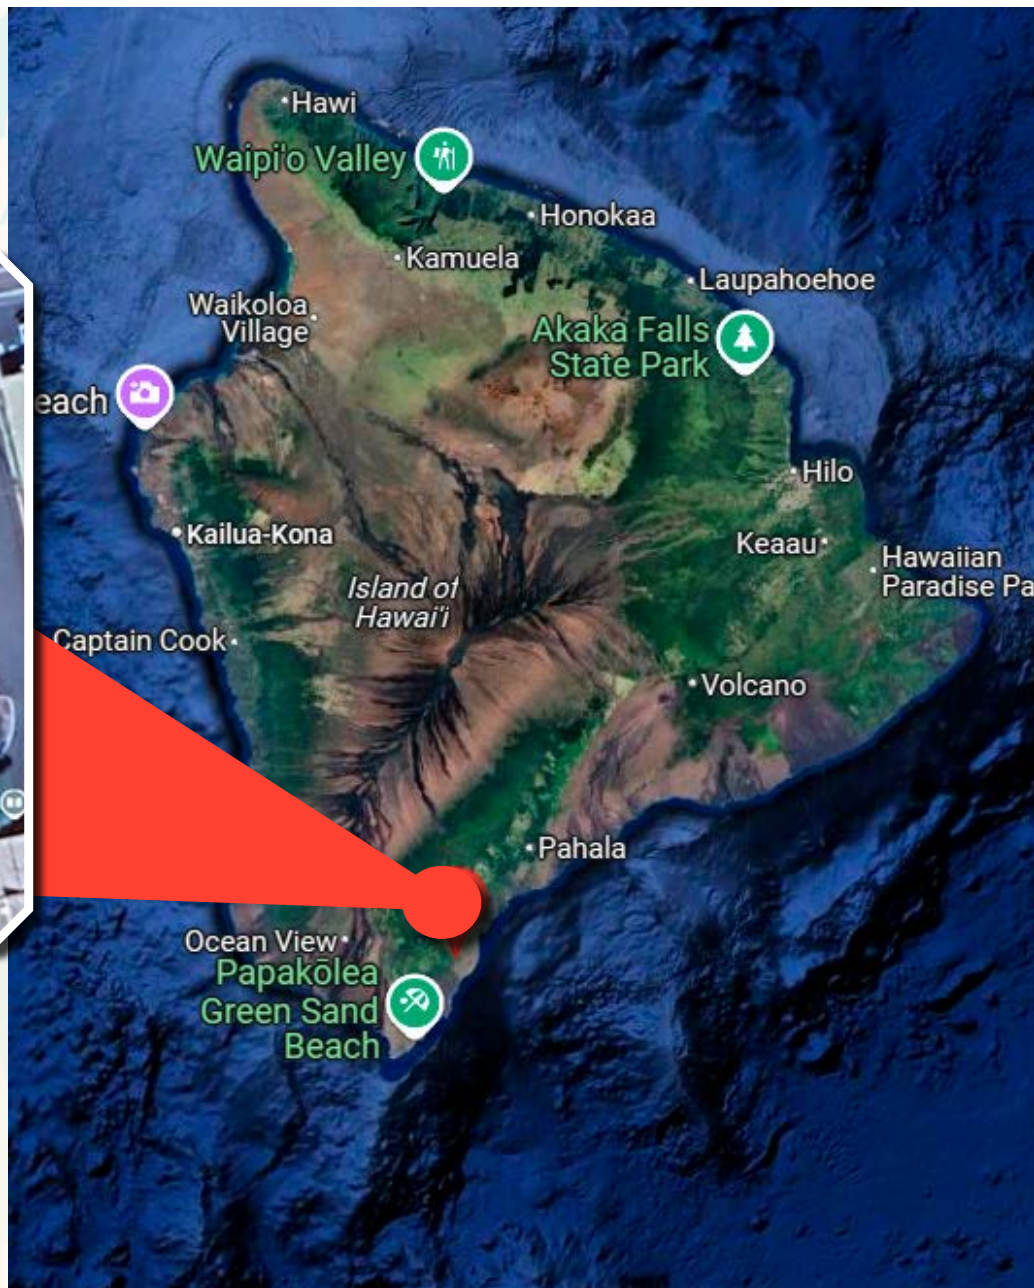 Hawi
Waipi'o Valley
Honokaa
Kamuela
Laupahoehoe
Waikoloa
Village
Akaka Falls
State Park
each
Hilo
Kailua-Kona
Keaau
Hawaiian
Paradise Pa
Island of
Hawai'i
Captain Cook
Volcano
Pahala
Ocean View
Papakōlea
Green Sand
Beach